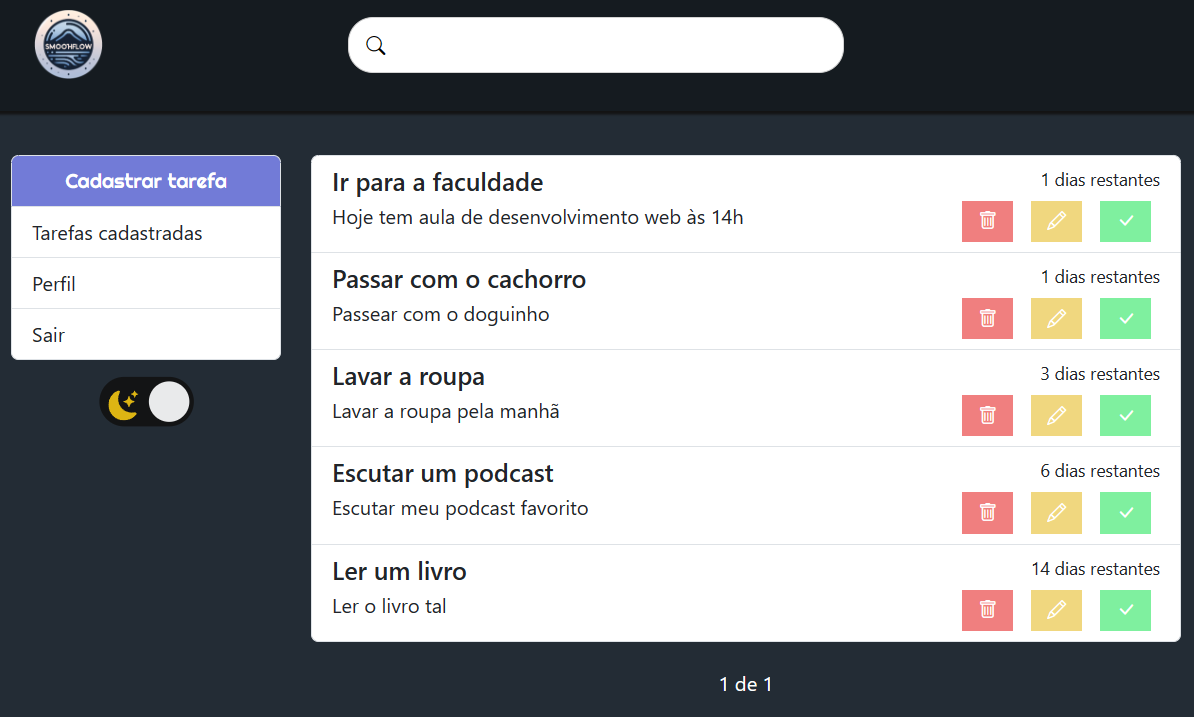 SMOOTHFLOW
Cadastrar tarefa
Tarefas cadastradas
Perfil
Sair
Ir para a faculdade
1 dias restantes
Hoje tem aula de desenvolvimento web às 14h
Passar com o cachorro
1 dias restantes
Passear com o doguinho
Lavar a roupa
3 dias restantes
Lavar a roupa pela manhã
Escutar um podcast
6 dias restantes
Escutar meu podcast favorito
Ler um livro
14 dias restantes
Ler o livro tal
1 de 1